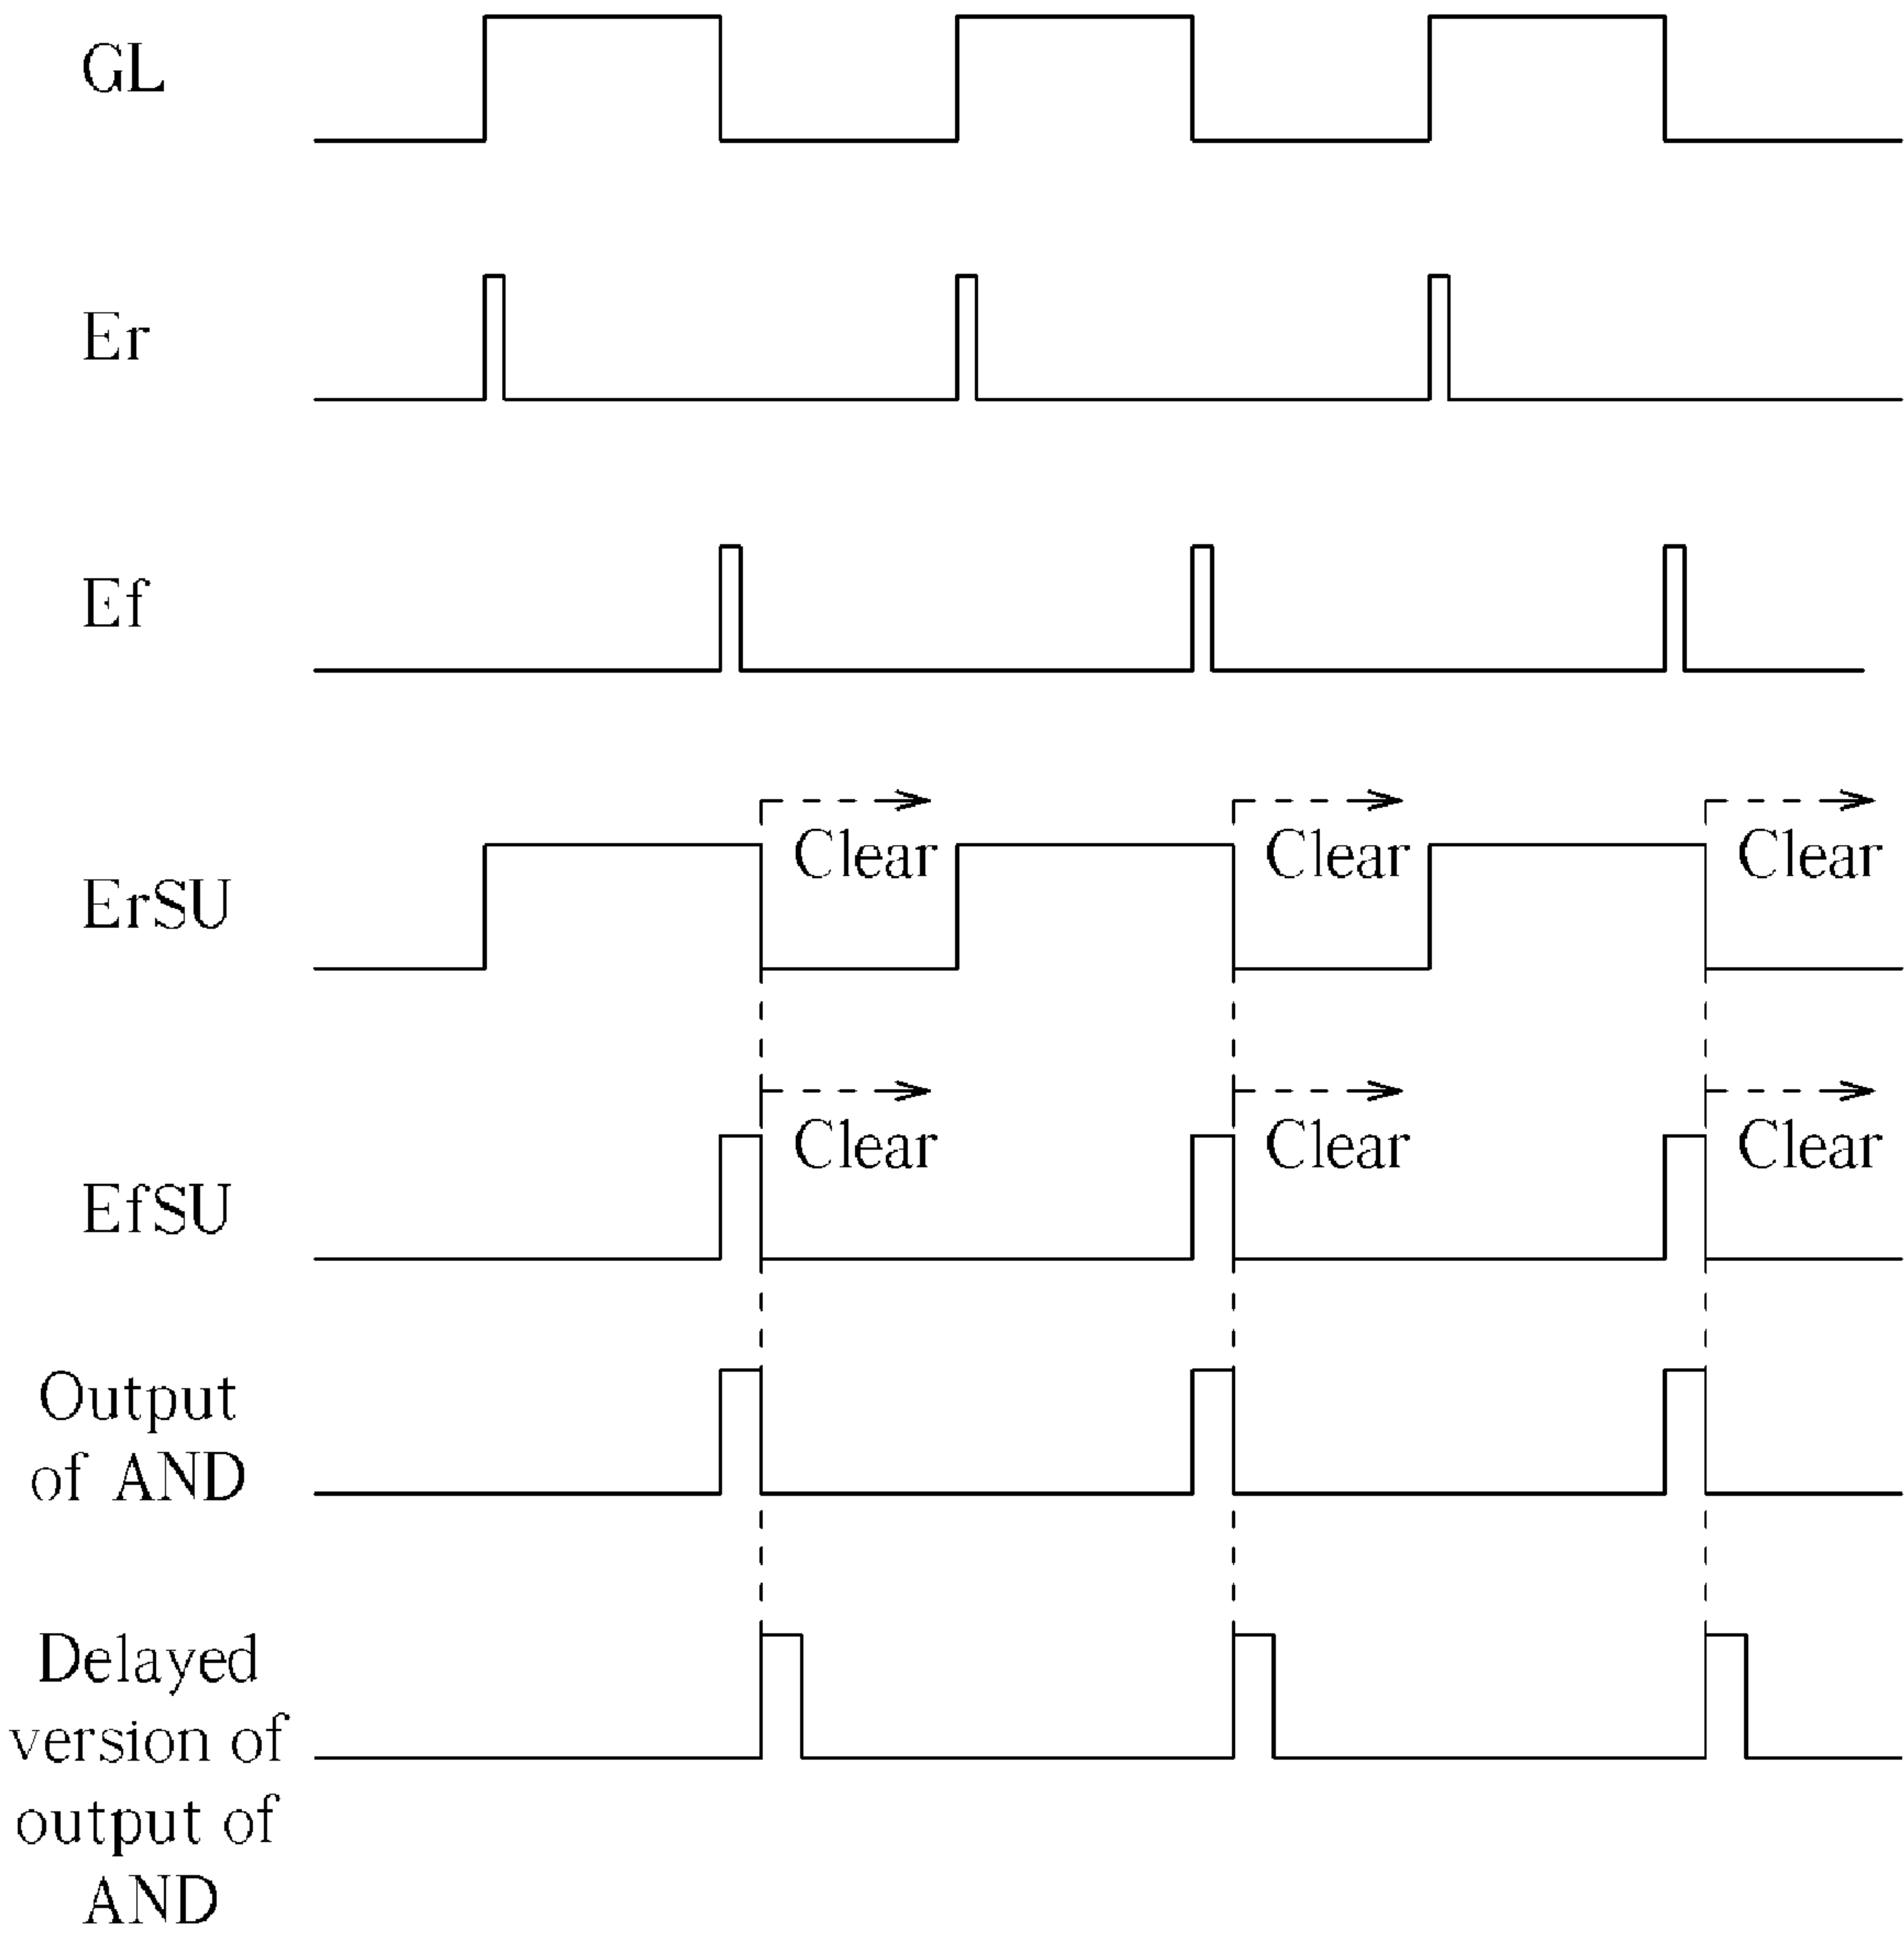 GL
Er
Ef
Clear Clear Clear
ErSU
Clear Clear Clear
EfSU
Output
of AND
Delayed
version of
output of
AND